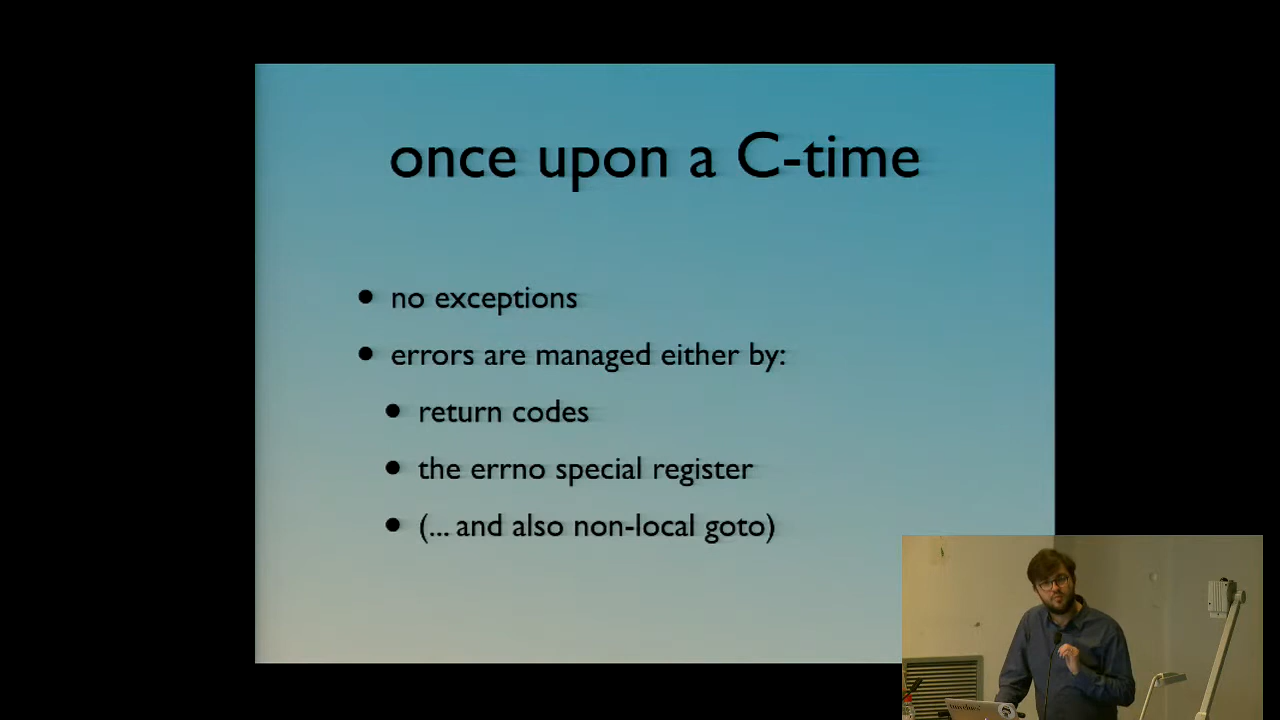 once upon a C-time
• no exceptions
• errors are managed either by:
• return codes
• the errno special register
• (... and also non-local goto)